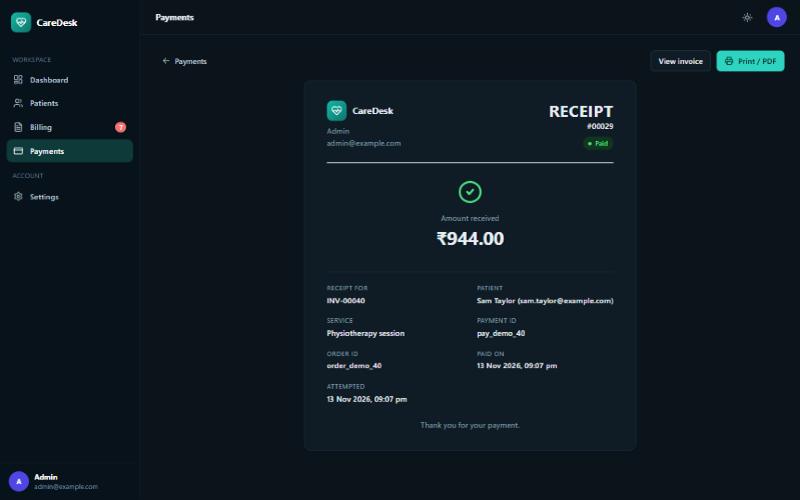 CareDesk
WORKSPACE
Dashboard
Patients
Billing
7
Payments
ACCOUNT
Settings
A
Admin
admin@example.com
Payments
A
Payments
View invoice
Print / PDF
CareDesk
Admin
admin@example.com
RECEIPT
#00029
Paid
Amount received
₹944.00
RECEIPT FOR
INV-00040
PATIENT
Sam Taylor (sam.taylor@example.com)
SERVICE
Physiotherapy session
PAYMENT ID
pay_demo_40
ORDER ID
order_demo_40
PAID ON
13 Nov 2026, 09:07 pm
ATTEMPTED
13 Nov 2026, 09:07 pm
Thank you for your payment.